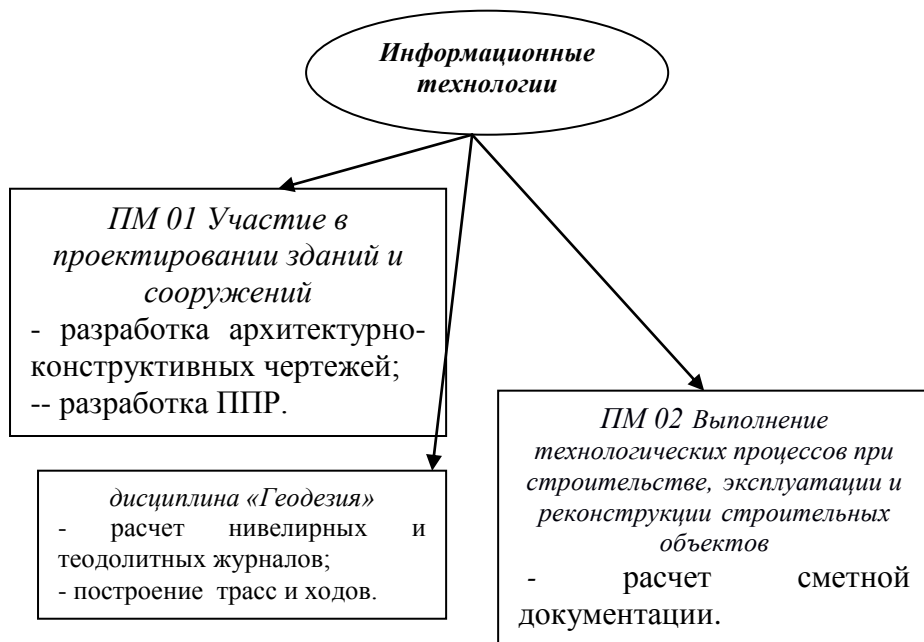 Информационные
технологии
ПМ 01 Участие в
проектировании зданий и
сооружений
- разработка архитектурно-
конструктивных чертежей;
-- разработка ППР.
дисциплина «Геодезия»
- расчет нивелирных и
теодолитных журналов;
- построение трасс и ходов.
ПМ 02 Выполнение
технологических процессов при
строительстве, эксплуатации и
реконструкции строительных
объектов
- расчет сметной
документации.